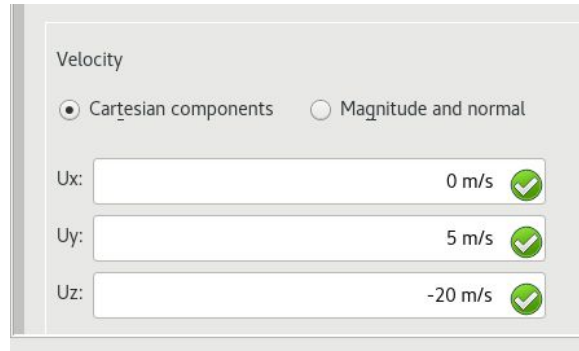 Velocity
Cartesian components Magnitude and normal
Ux: 0 m/s
Uy: 5 m/s
Uz: -20 m/s